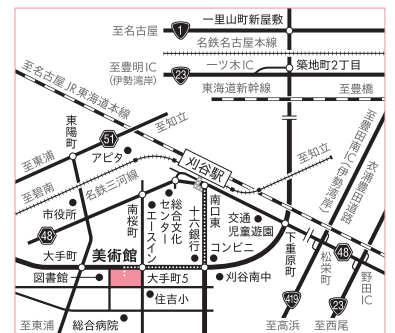 一里山町新屋敷
至名古屋
1
名鉄名古屋本線
至豊明IC
(伊勢湾岸)
23
一ツ木IC
築地町2丁目
東海道新幹線
至豊橋
至名古屋
JR東海道本線
東陽町
51
至知立
アピタ
至東浦
至碧南
名鉄三河線
刈谷駅
至知立
至豊田南IC(伊勢湾岸)
衣浦豊田道路
市役所
48
南桜町
総合文化
センター
エースイン
十六銀行
南口東
交通
児童遊園
コンビニ
下重原町
大手町
美術館
図書館
大手町5
刈谷南中
住吉小
総合病院
至東浦
48
松栄町
野田IC
419
23
至高浜
至西尾